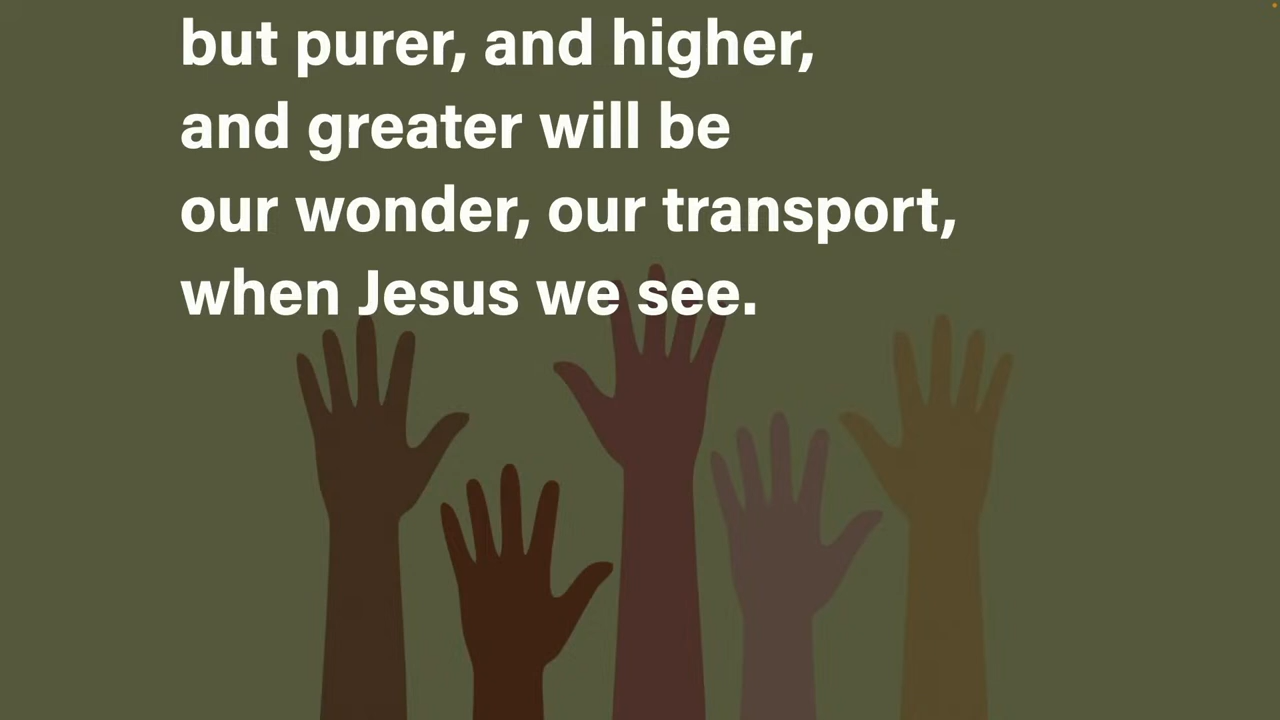 but purer, and higher,
and greater will be
our wonder, our transport,
when Jesus we see.